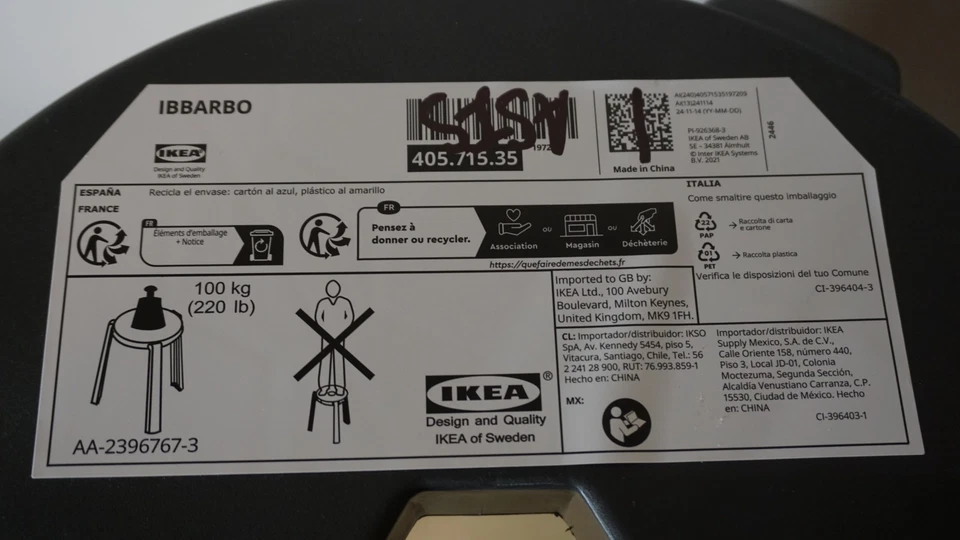 IBBARBO
IKEA
Design and Quality
IKEA of Sweden
405.715.35
Made in China
24-11-14 (YY-MM-DD)
PI-926368-3
IKEA of Sweden AB
SE - 34381 Älmhult
© Inter IKEA Systems
B.V. 2021
2446
ESPAÑA Recicla el envase: cartón al azul, plástico al amarillo
FRANCE
FR
Éléments d'emballage
+ Notice
FR
Pensez à
donner ou recycler.
Association ou Magasin ou Déchèterie
https://quefairedemesdechets.fr
ITALIA
Come smaltire questo imballaggio
22
PAP
→ Raccolta di carta
e cartone
01
PET
→ Raccolta plastica
Verifica le disposizioni del tuo Comune
CI-396404-3
100 kg
(220 lb)
AA-2396767-3
IKEA®
Design and Quality
IKEA of Sweden
Imported to GB by:
IKEA Ltd., 100 Avebury
Boulevard, Milton Keynes,
United Kingdom, MK9 1FH.
CL: Importador/distribuidor: IKSO
SpA, Av. Kennedy 5454, piso 5,
Vitacura, Santiago, Chile, Tel.: 56
2 241 28 900, RUT: 76.993.859-1
Hecho en: CHINA
MX:
Importador/distribuidor: IKEA
Supply Mexico, S.A. de C.V.,
Calle Oriente 158, número 440,
Piso 3, Local JD-01, Colonia
Moctezuma, Segunda Sección,
Alcaldía Venustiano Carranza, C.P.
15530, Ciudad de México. Hecho
en: CHINA
CI-396403-1